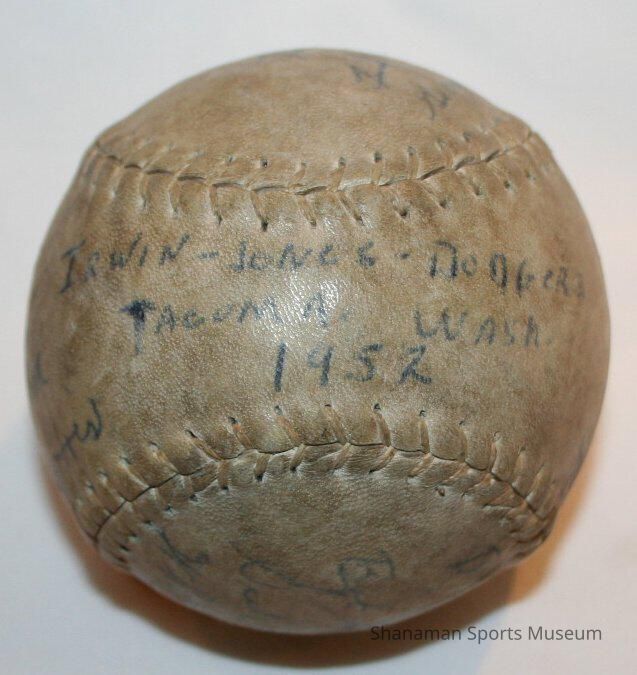 IRWIN - JONES - DODGERS
TACOMA. WASH.
1952
Shanaman Sports Museum